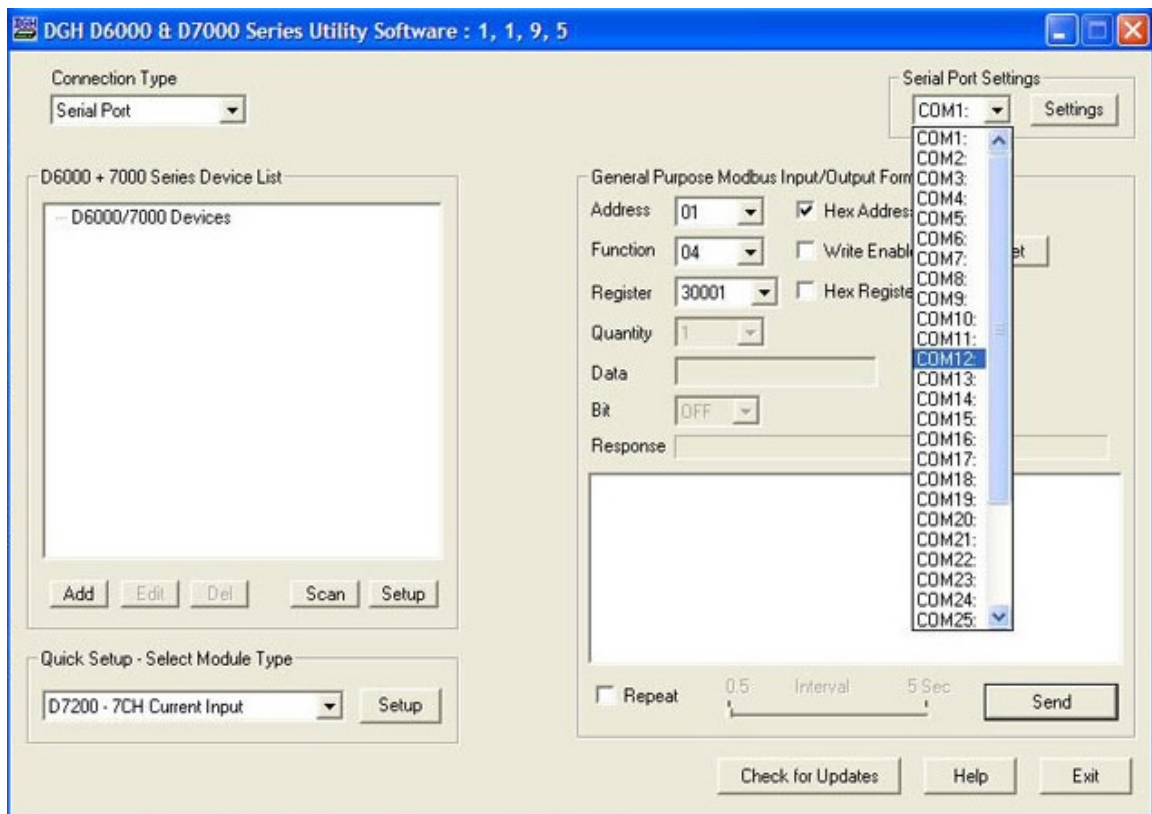 DGH D6000 & D7000 Series Utility Software : 1, 1, 9, 5
Connection Type
Serial Port
Serial Port Settings
COM1:
Settings
COM1:
COM2:
COM3:
COM4:
COM5:
COM6:
COM7:
COM8:
COM9:
COM10:
COM11:
COM12:
COM13:
COM14:
COM15:
COM16:
COM17:
COM18:
COM19:
COM20:
COM21:
COM22:
COM23:
COM24:
COM25:
D6000 + 7000 Series Device List
D6000/7000 Devices
Add Edit Del Scan Setup
Quick Setup - Select Module Type
D7200 - 7CH Current Input
Setup
General Purpose Modbus Input/Output Form
Address 01 Hex Addres
Function 04 Write Enabl et
Register 30001 Hex Registe
Quantity 1
Data
Bit OFF
Response
Repeat 0.5 Interval 5 Sec Send
Check for Updates Help Exit